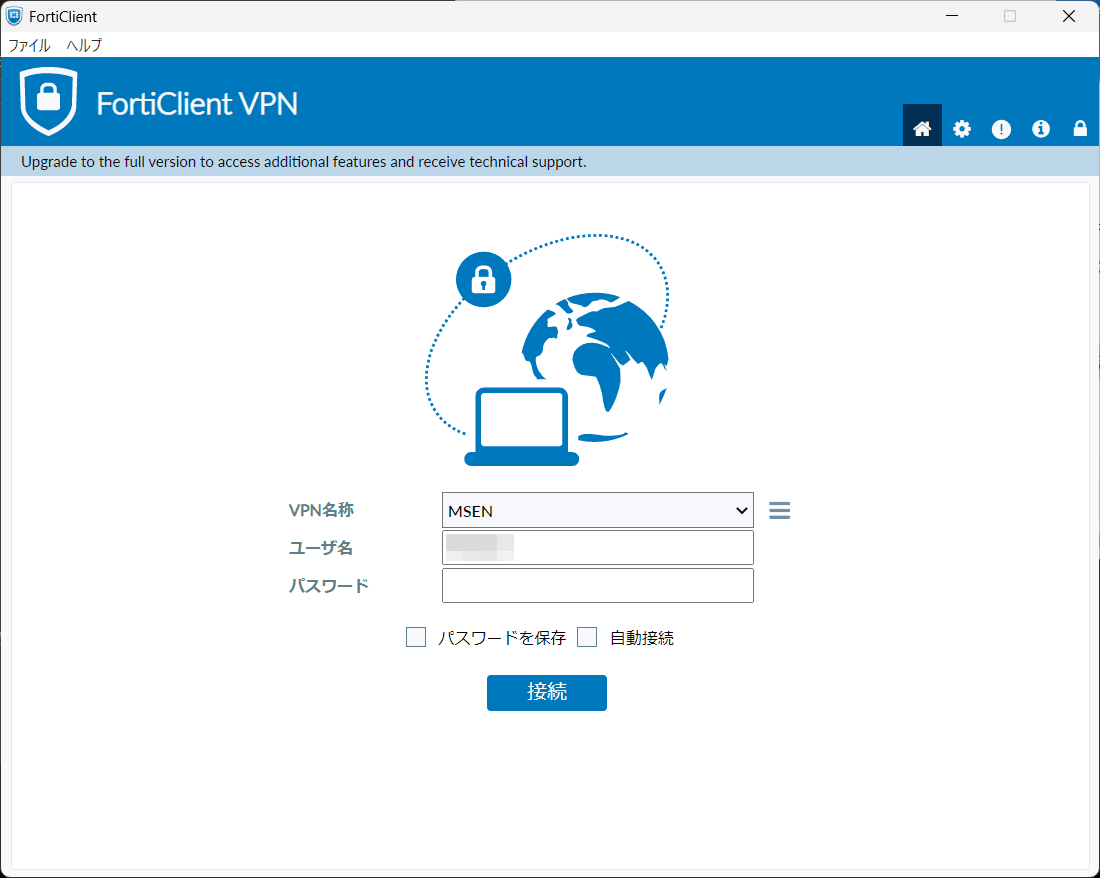 FortiClient
ファイル ヘルプ
FortiClient VPN
Upgrade to the full version to access additional features and receive technical support.
VPN名称 MSEN
ユーザ名
パスワード
パスワードを保存 自動接続
接続